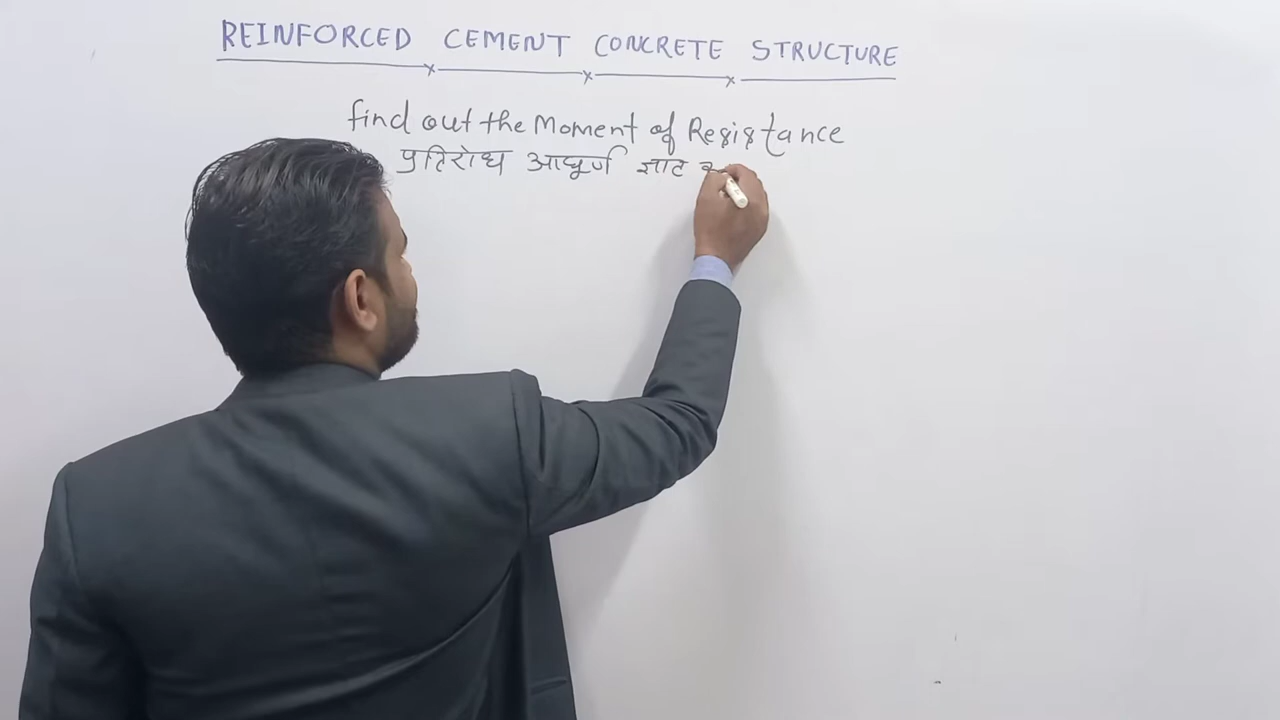 REINFORCED CEMENT CONCRETE STRUCTURE
find out the Moment of Resistance
प्रतिरोध आघूर्ण ज्ञात